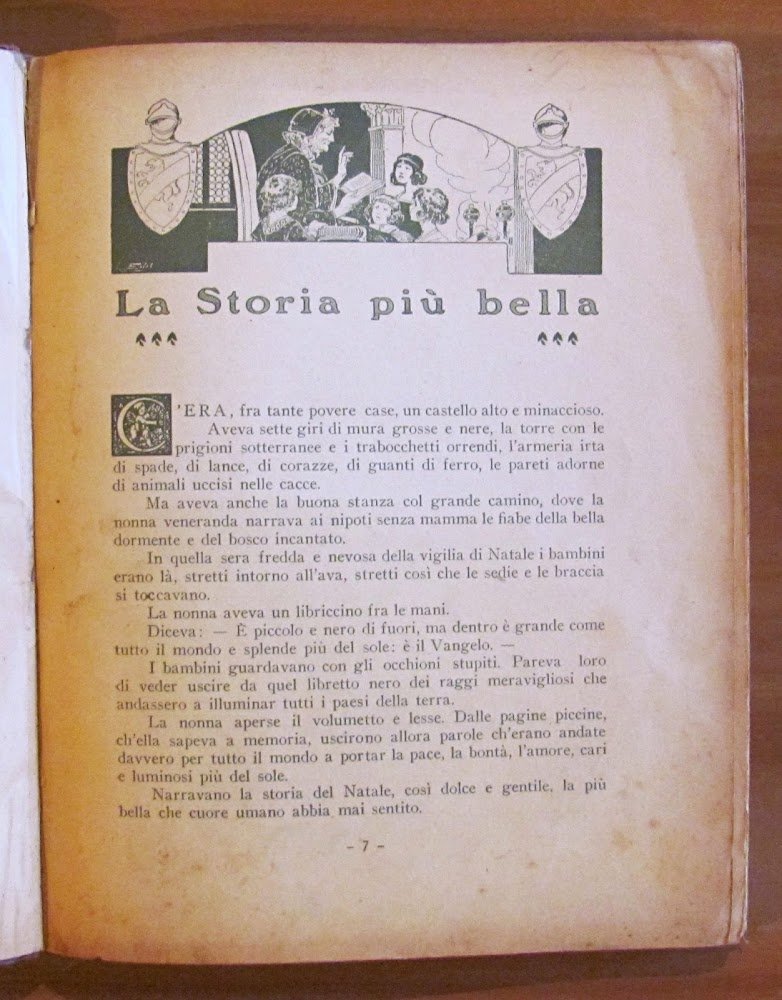 La Storia più bella
C'ERA, fra tante povere case, un castello alto e minaccioso.
Aveva sette giri di mura grosse e nere, la torre con le
prigioni sotterranee e i trabocchetti orrendi, l'armeria irta
di spade, di lance, di corazze, di guanti di ferro, le pareti adorne
di animali uccisi nelle cacce.
Ma aveva anche la buona stanza col grande camino, dove la
nonna veneranda narrava ai nipoti senza mamma le fiabe della bella
dormente e del bosco incantato.
In quella sera fredda e nevosa della vigilia di Natale i bambini
erano là, stretti intorno all'ava, stretti così che le sedie e le braccia
si toccavano.
La nonna aveva un libriccino fra le mani.
Diceva: — È piccolo e nero di fuori, ma dentro è grande come
tutto il mondo e splende più del sole: è il Vangelo. —
I bambini guardavano con gli occhioni stupiti. Pareva loro
di veder uscire da quel libretto nero dei raggi meravigliosi che
andassero a illuminar tutti i paesi della terra.
La nonna aperse il volumetto e lesse. Dalle pagine piccine,
ch'ella sapeva a memoria, uscirono allora parole ch'erano andate
davvero per tutto il mondo a portar la pace, la bontà, l'amore, cari
e luminosi più del sole.
Narravano la storia del Natale, così dolce e gentile, la più
bella che cuore umano abbia mai sentito.
- 7 -